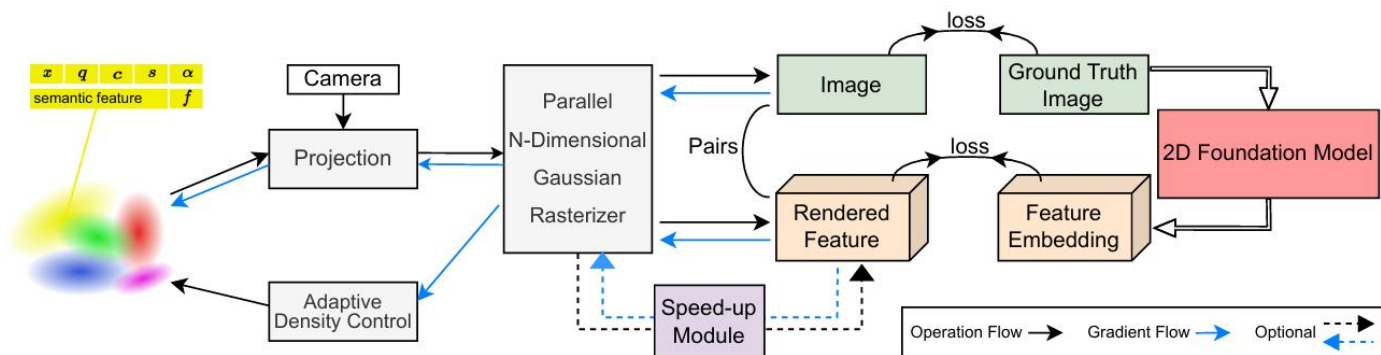 x q c s α
semantic feature f
Camera
Projection
Adaptive
Density Control
Parallel
N-Dimensional
Gaussian
Rasterizer
loss
Image
Ground Truth
Image
Pairs
2D Foundation Model
loss
Rendered
Feature
Feature
Embedding
Speed-up
Module
Operation Flow Gradient Flow Optional